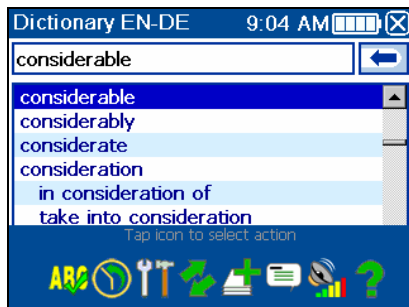 Dictionary EN-DE 9:04 AM
considerable
considerable
considerably
considerate
consideration
in consideration of
take into consideration
Tap icon to select action
ABC
?